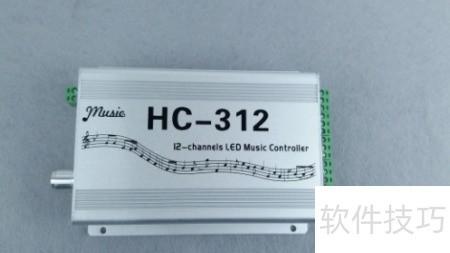 Music
HC-312
12-channels LED Music Controller
软件技巧